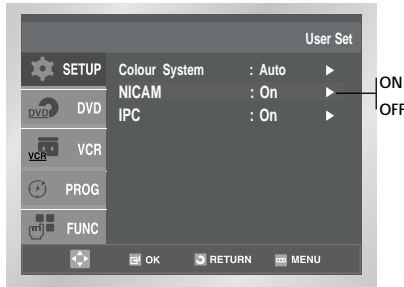 User Set
SETUP
DVD
DVD
VCR
VCR
PROG
FUNC
Colour System : Auto ▶
NICAM : On ▶
IPC : On ▶
ON
OFF
OK RETURN MENU